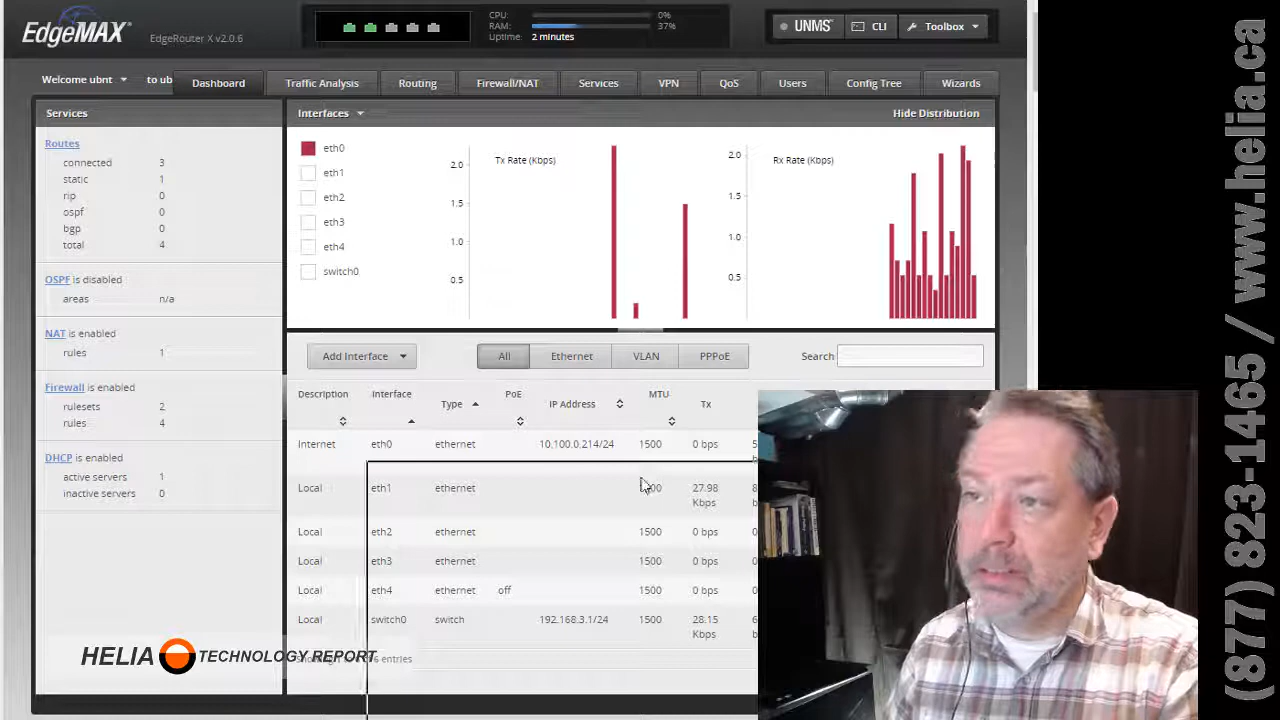 EdgeMAX EdgeRouter X v2.0.6
CPU: 0%
RAM: 37%
Uptime: 2 minutes
UNMS CLI Toolbox
Welcome ubnt to ub
Dashboard Traffic Analysis Routing Firewall/NAT Services VPN QoS Users Config Tree Wizards
Services
Routes
connected 3
static 1
rip 0
ospf 0
bgp 0
total 4
OSPF is disabled
areas n/a
NAT is enabled
rules 1
Firewall is enabled
rulesets 2
rules 4
DHCP is enabled
active servers 1
inactive servers 0
Interfaces Hide Distribution
eth0
eth1
eth2
eth3
eth4
switch0
Tx Rate (Kbps)
2.0
1.5
1.0
0.5
Rx Rate (Kbps)
2.0
1.5
1.0
0.5
Add Interface All Ethernet VLAN PPPoE Search
Description Interface Type PoE IP Address MTU Tx
Internet eth0 ethernet 10.100.0.214/24 1500 0 bps 5
b
Local eth1 ethernet 27.98 8
Kbps b
Local eth2 ethernet 1500 0 bps
Local eth3 ethernet 1500 0 bps
Local eth4 ethernet off 1500 0 bps
Local switch0 switch 192.168.3.1/24 1500 28.15 6
Kbps b
entries
HELIA TECHNOLOGY REPORT
(877) 823-1465 / www.helia.ca